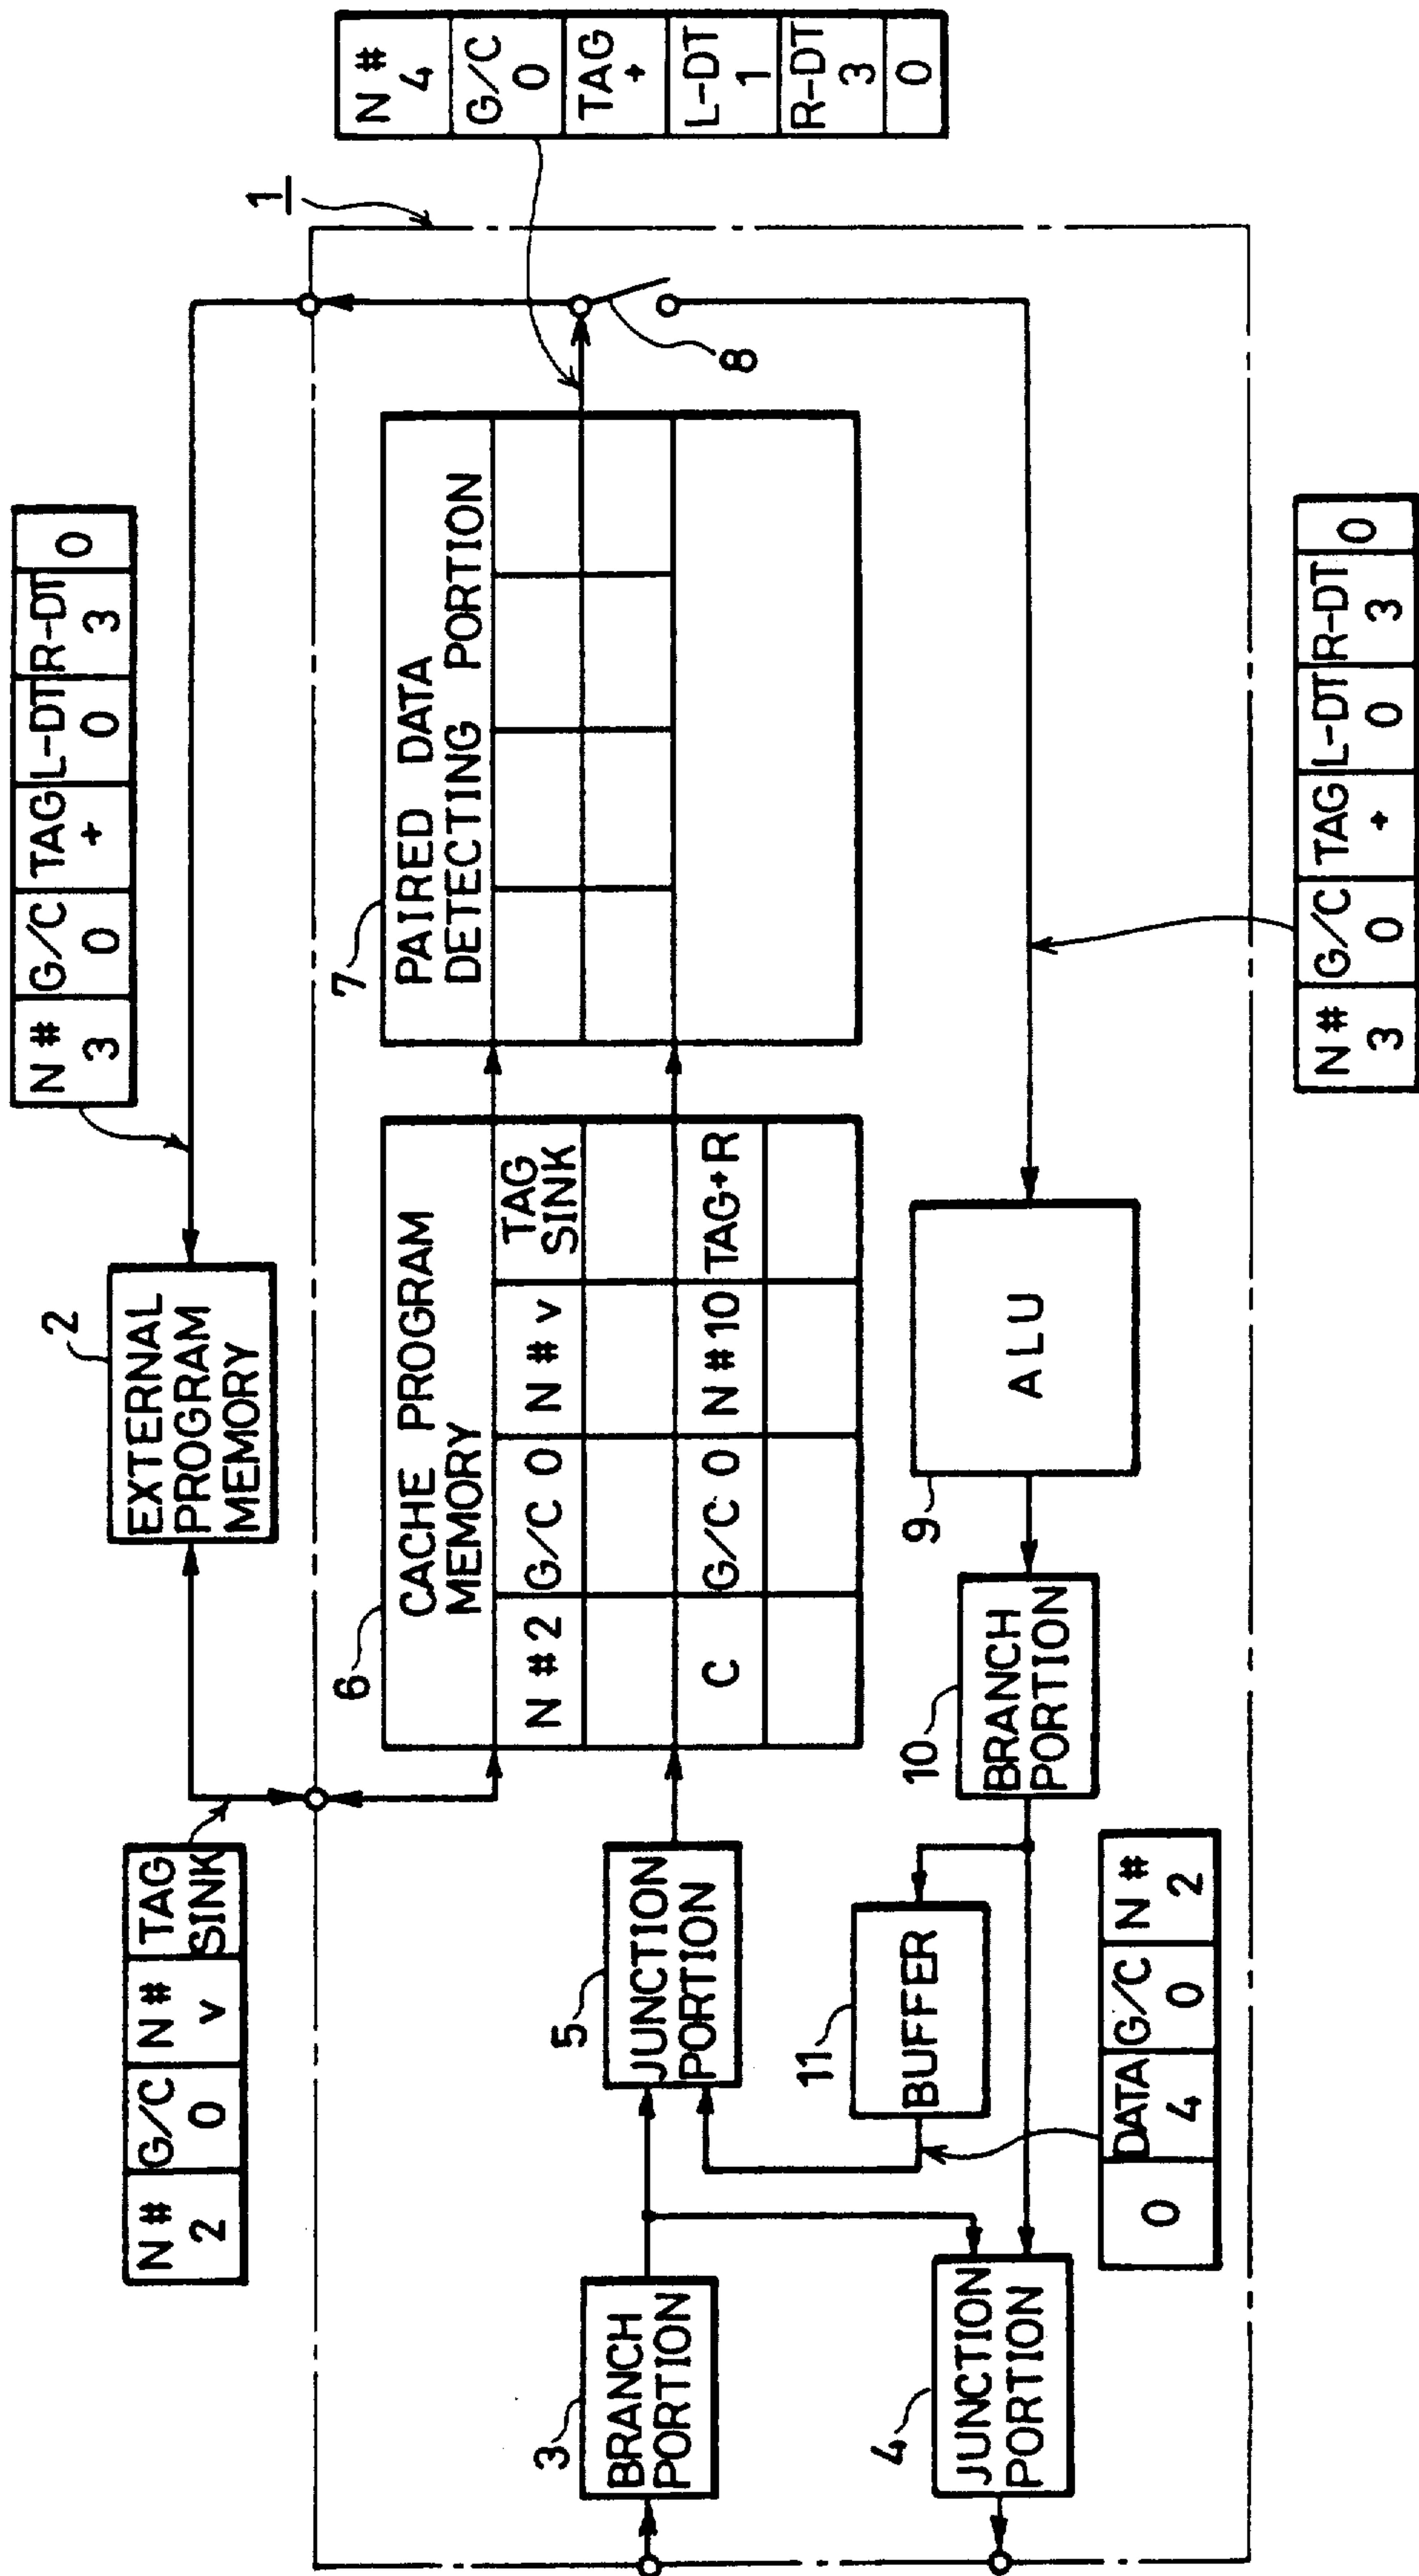 N # G/C TAG L-DT R-DT
3 0 + 0 3 0
2
EXTERNAL
PROGRAM
MEMORY
N # G/C N # TAG
2 0 v SINK
N # G/C TAG L-DT R-DT
4 0 + 1 3 0
1
6
CACHE PROGRAM
MEMORY
N # 2 G/C 0 N # v TAG
SINK
C G/C 0 N # 10 TAG+R
7
PAIRED DATA
DETECTING PORTION
8
3
BRANCH
PORTION
5
JUNCTION
PORTION
4
JUNCTION
PORTION
11
BUFFER
10
BRANCH
PORTION
9
ALU
DATA G/C N #
0 4 0 2
N # G/C TAG L-DT R-DT
3 0 + 0 3 0